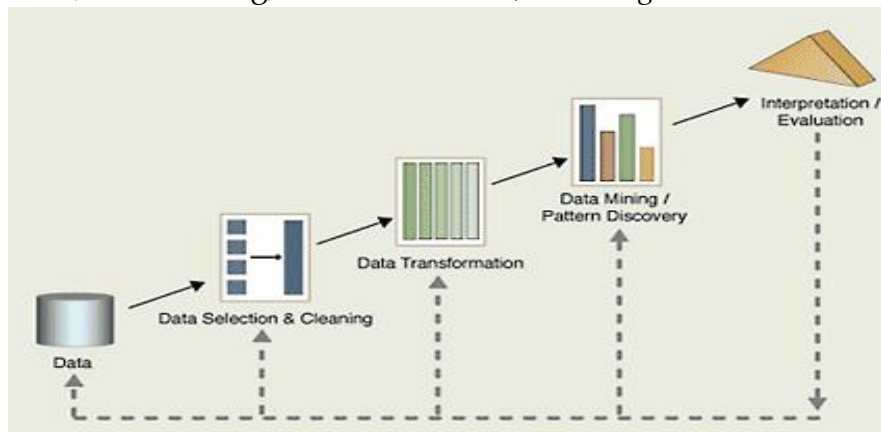 Interpretation /
Evaluation
Data Mining /
Pattern Discovery
Data Transformation
Data Selection & Cleaning
Data